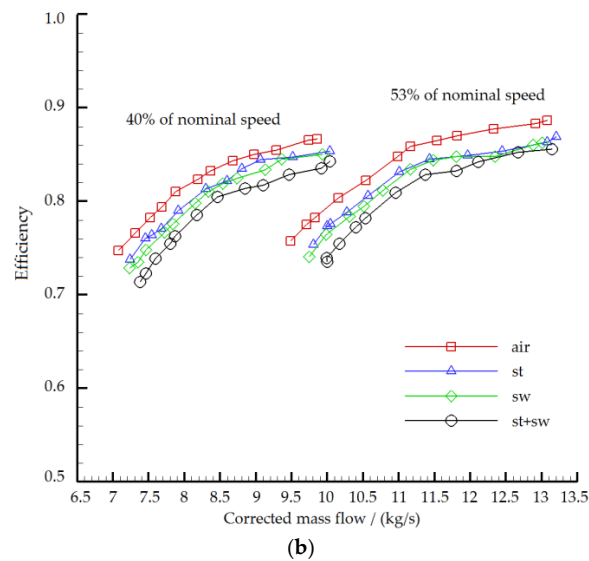 1.0
0.9
0.8
0.7
0.6
0.5
Efficiency
40% of nominal speed
53% of nominal speed
air
st
sw
st+sw
6.5 7 7.5 8 8.5 9 9.5 10 10.5 11 11.5 12 12.5 13 13.5
Corrected mass flow / (kg/s)
(b)